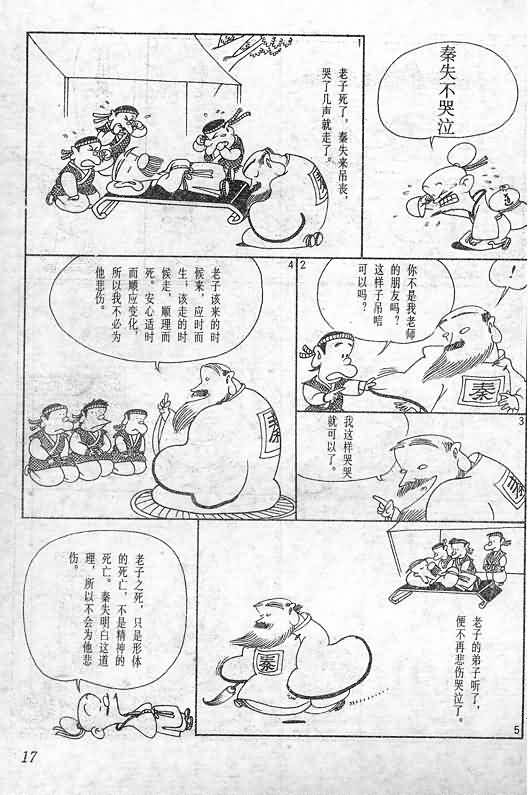 秦失不哭泣
1
老子死了，秦失来吊丧，
哭了几声就走了。
2
你不是我老师
的朋友吗？
这样子吊唁
可以吗？
！
秦
3
我这样哭哭
就可以了。
4
老子该来的时
候来，应时而
生；该走的时
候走，顺理而
死。安心适时
而顺应变化，
所以我不必为
他悲伤。
5
老子的弟子听了，
便不再悲伤哭泣了。
秦
老子之死，只是形体
的死亡，不是精神的
死亡。秦失明白这道
理，所以不会为他悲
伤。
17